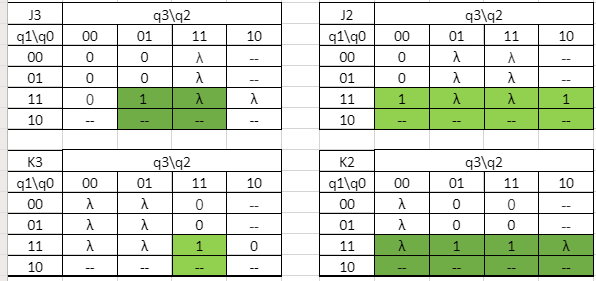 J3 q3\q2
q1\q0 00 01 11 10
00 0 0 λ --
01 0 0 λ --
11 0 1 λ λ
10 -- -- -- --
J2 q3\q2
q1\q0 00 01 11 10
00 0 λ λ --
01 0 λ λ --
11 1 λ λ 1
10 -- -- -- --
K3 q3\q2
q1\q0 00 01 11 10
00 λ λ 0 --
01 λ λ 0 --
11 λ λ 1 0
10 -- -- -- --
K2 q3\q2
q1\q0 00 01 11 10
00 λ 0 0 --
01 λ 0 0 --
11 λ 1 1 λ
10 -- -- -- --